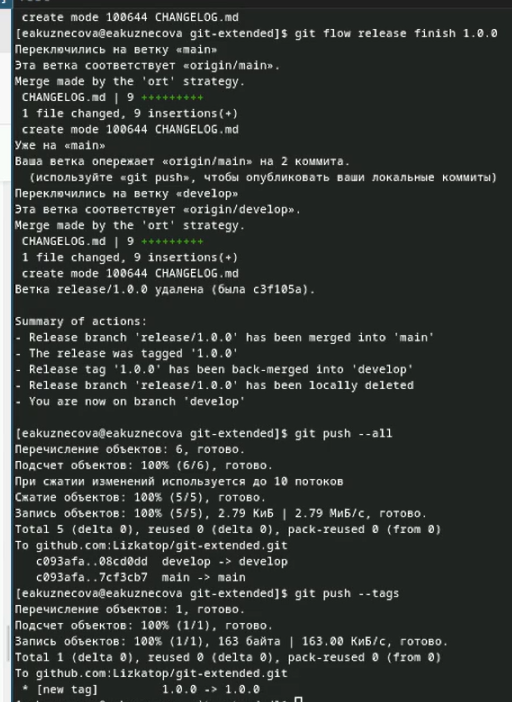 create mode 100644 CHANGELOG.md
[eakuznecova@eakuznecova git-extended]$ git flow release finish 1.0.0
Переключились на ветку «main»
Эта ветка соответствует «origin/main».
Merge made by the 'ort' strategy.
CHANGELOG.md | 9 +++++++++
1 file changed, 9 insertions(+)
create mode 100644 CHANGELOG.md
Уже на «main»
Ваша ветка опережает «origin/main» на 2 коммита.
(используйте «git push», чтобы опубликовать ваши локальные коммиты)
Переключились на ветку «develop»
Эта ветка соответствует «origin/develop».
Merge made by the 'ort' strategy.
CHANGELOG.md | 9 +++++++++
1 file changed, 9 insertions(+)
create mode 100644 CHANGELOG.md
Ветка release/1.0.0 удалена (была c3f105a).
Summary of actions:
- Release branch 'release/1.0.0' has been merged into 'main'
- The release was tagged '1.0.0'
- Release tag '1.0.0' has been back-merged into 'develop'
- Release branch 'release/1.0.0' has been locally deleted
- You are now on branch 'develop'
[eakuznecova@eakuznecova git-extended]$ git push --all
Перечисление объектов: 6, готово.
Подсчет объектов: 100% (6/6), готово.
При сжатии изменений используется до 10 потоков
Сжатие объектов: 100% (5/5), готово.
Запись объектов: 100% (5/5), 2.79 КиБ | 2.79 МиБ/с, готово.
Total 5 (delta 0), reused 0 (delta 0), pack-reused 0 (from 0)
To github.com:Lizkatop/git-extended.git
c093afa..08cd0dd  develop -> develop
c093afa..7cf3cb7  main -> main
[eakuznecova@eakuznecova git-extended]$ git push --tags
Перечисление объектов: 1, готово.
Подсчет объектов: 100% (1/1), готово.
Запись объектов: 100% (1/1), 163 байта | 163.00 КиБ/с, готово.
Total 1 (delta 0), reused 0 (delta 0), pack-reused 0 (from 0)
To github.com:Lizkatop/git-extended.git
* [new tag]         1.0.0 -> 1.0.0